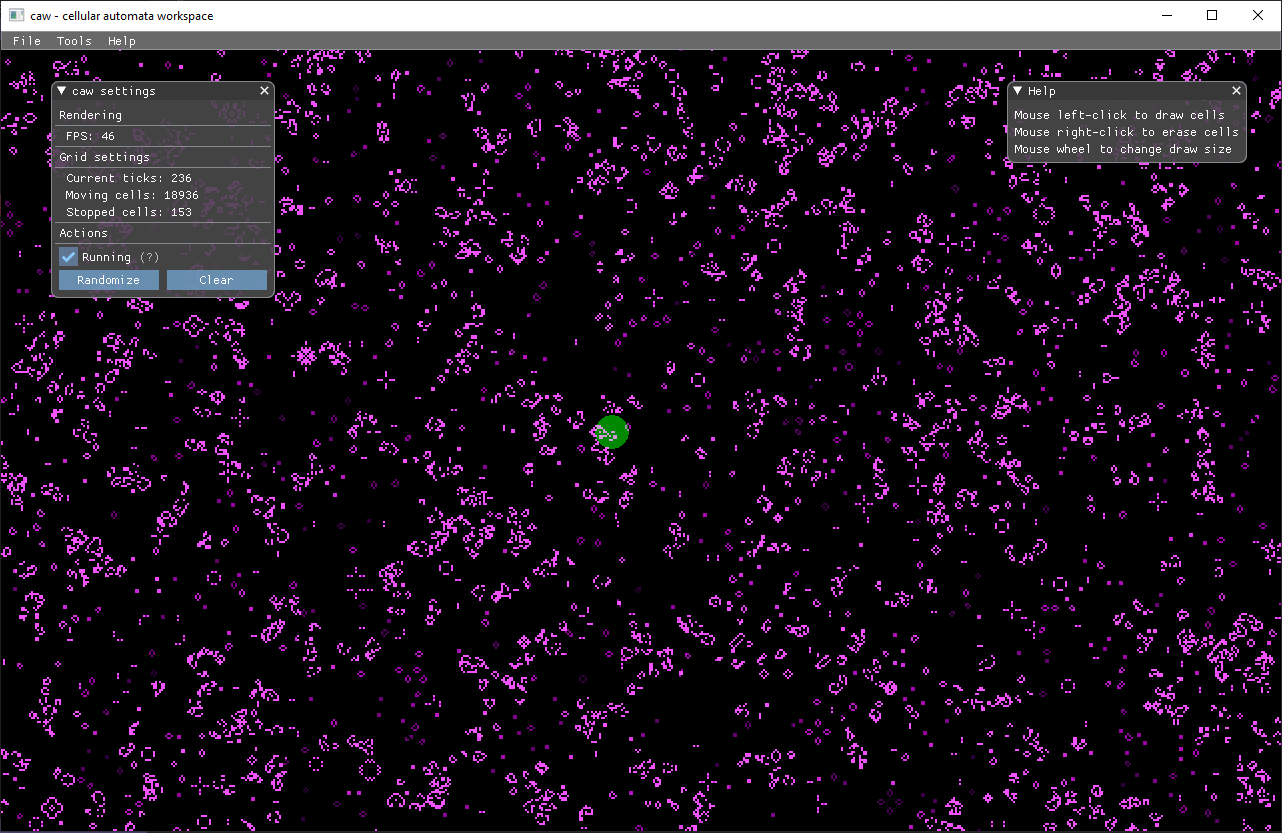 caw - cellular automata workspace
File Tools Help
caw settings
Rendering
FPS: 46
Grid settings
Current ticks: 236
Moving cells: 18936
Stopped cells: 153
Actions
Running (?)
Randomize Clear
Help
Mouse left-click to draw cells
Mouse right-click to erase cells
Mouse wheel to change draw size